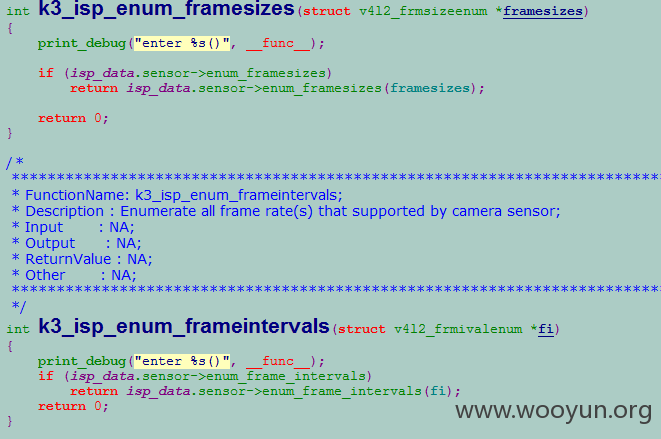 int k3_isp_enum_framesizes(struct v4l2_frmsizeenum *framesizes)
{
print_debug("enter %s()", __func__);
if (isp_data.sensor->enum_framesizes)
return isp_data.sensor->enum_framesizes(framesizes);
return 0;
}
/*
*******************************************************************************
* FunctionName: k3_isp_enum_frameintervals;
* Description : Enumerate all frame rate(s) that supported by camera sensor;
* Input : NA;
* Output : NA;
* ReturnValue : NA;
* Other : NA;
*******************************************************************************
*/
int k3_isp_enum_frameintervals(struct v4l2_frmivalenum *fi)
{
print_debug("enter %s()", __func__);
if (isp_data.sensor->enum_frame_intervals)
return isp_data.sensor->enum_frame_intervals(fi);
return 0;
}
www.wooyun.org